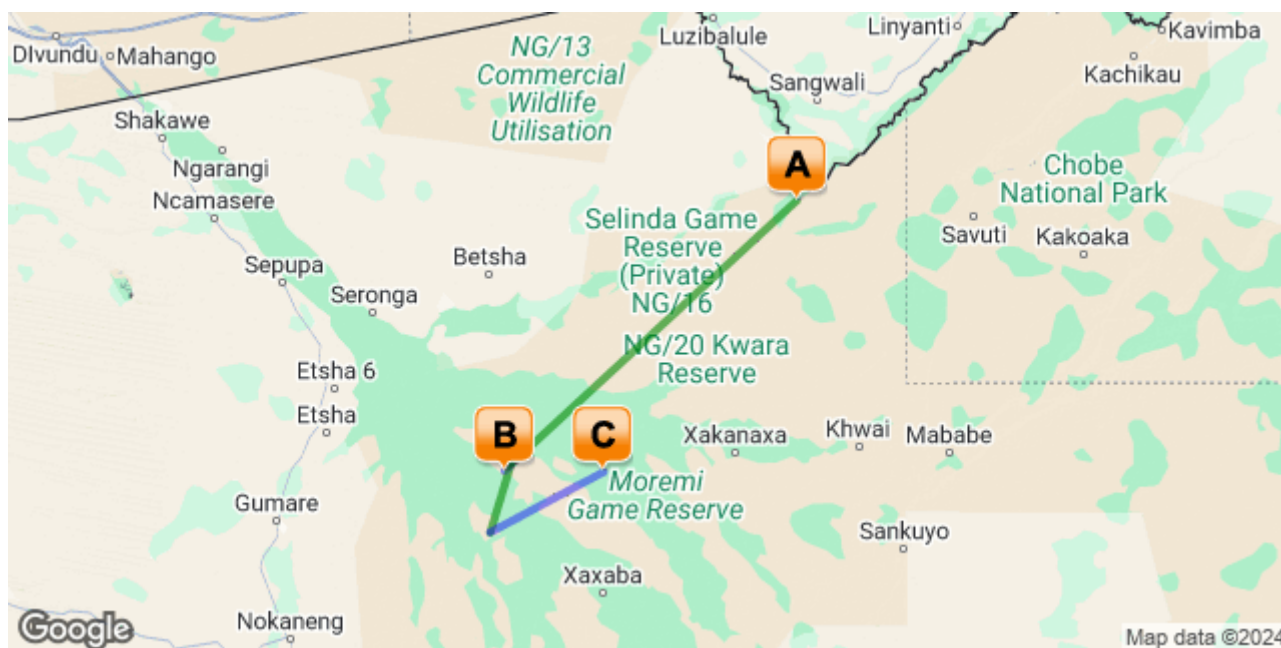 Luzibalule
Linyanti
Kavimba
DIvundu
Mahango
NG/13
Commercial
Wildlife
Utilisation
Sangwali
Kachikau
Shakawe
Ngarangi
A
Chobe
National Park
Ncamasere
Selinda Game
Reserve
(Private)
NG/16
Savuti
Kakoaka
Betsha
Sepupa
Seronga
NG/20 Kwara
Reserve
Etsha 6
Etsha
B
C
Xakanaxa
Khwai
Mababe
Moremi
Game Reserve
Gumare
Sankuyo
Xaxaba
Nokaneng
Google
Map data ©2024